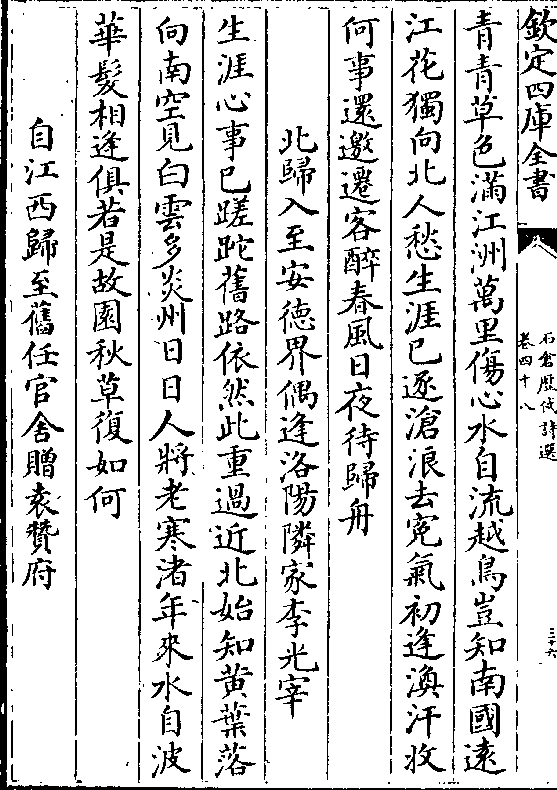 欽定四庫全書
石倉歴代詩選
卷四十八
三十六
青青草色滿江洲萬里傷心水自流越鳥豈知南國遠
江花獨向北人愁生涯已逐滄浪去寃氣初逢渙汗收
何事還邀遷客醉春風日夜待歸舟
北歸入至安德界偶逢洛陽隣家李光宰
生涯心事已蹉跎舊路依然此重過近北始知黃葉落
向南空見白雲多炎州日日人將老寒渚年來水自波
華髮相逢俱若是故園秋草復如何
自江西歸至舊任官舍贈袁贊府